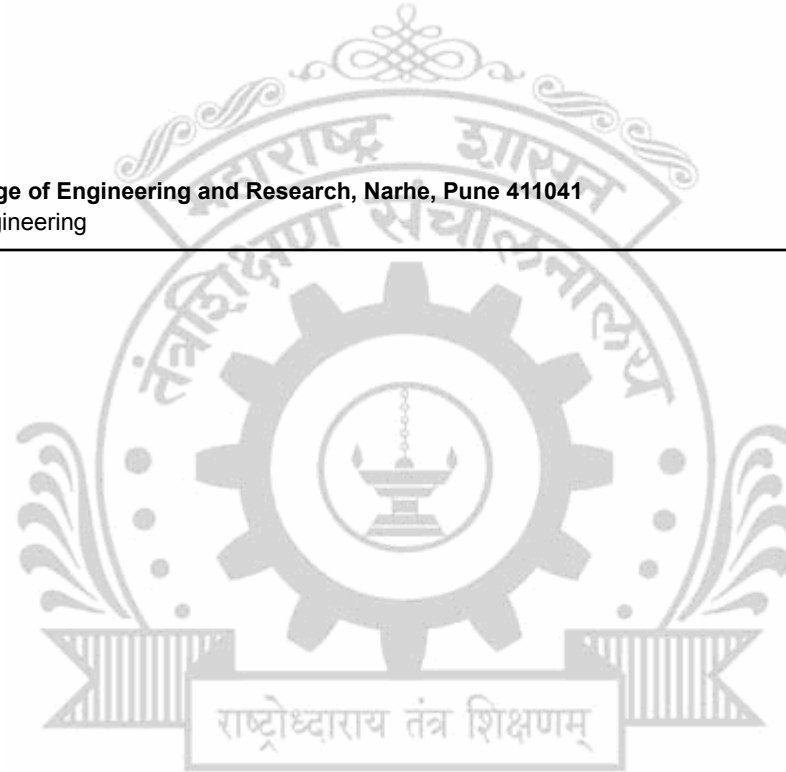 महाराष्ट्र शासन
ge of Engineering and Research, Narhe, Pune 411041
gineering
तंत्रशिक्षण संचालनालय
राष्ट्रोध्दाराय तंत्र शिक्षणम्